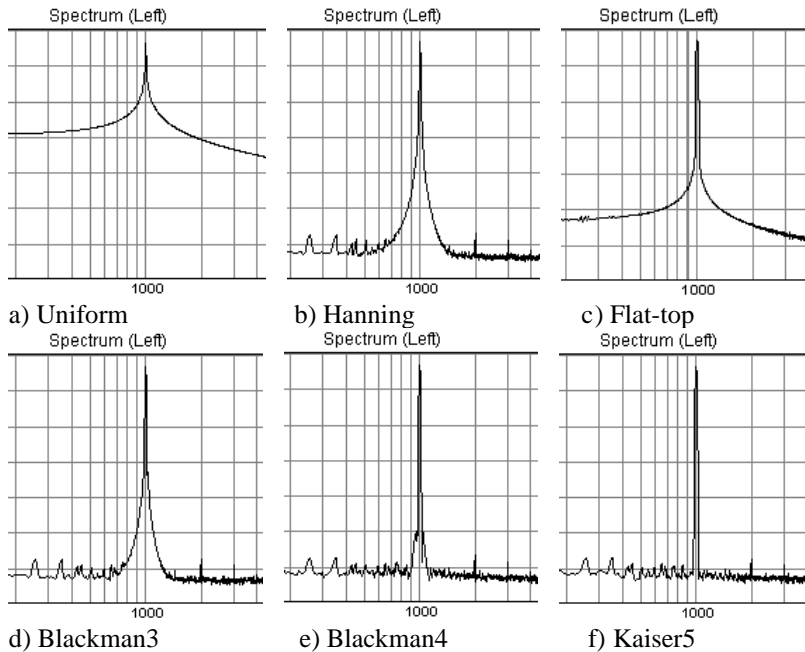 Spectrum (Left) Spectrum (Left) Spectrum (Left)
1000 1000 1000
a) Uniform b) Hanning c) Flat-top
Spectrum (Left) Spectrum (Left) Spectrum (Left)
1000 1000 1000
d) Blackman3 e) Blackman4 f) Kaiser5